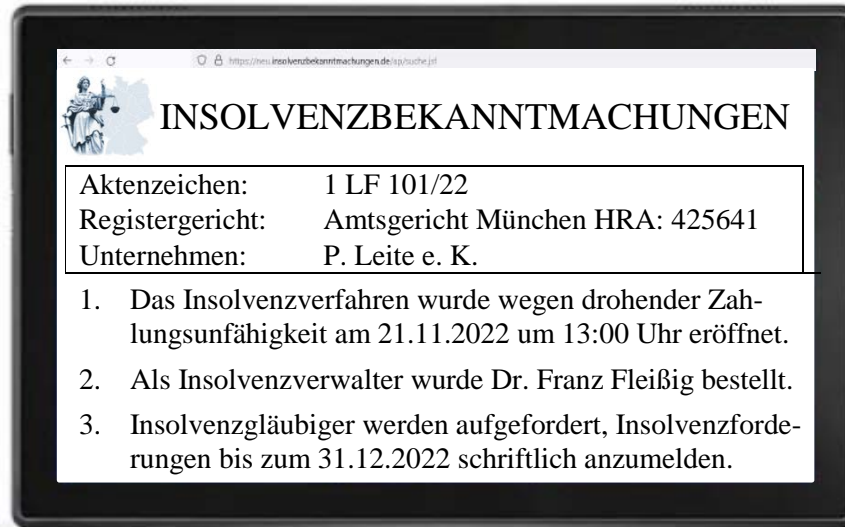 https://neu.insolvenzbekanntmachungen.de/ap/suche.jsf
INSOLVENZBEKANNTMACHUNGEN
Aktenzeichen: 1 LF 101/22
Registergericht: Amtsgericht München HRA: 425641
Unternehmen: P. Leite e. K.
1. Das Insolvenzverfahren wurde wegen drohender Zah-
lungsunfähigkeit am 21.11.2022 um 13:00 Uhr eröffnet.
2. Als Insolvenzverwalter wurde Dr. Franz Fleißig bestellt.
3. Insolvenzgläubiger werden aufgefordert, Insolvenzforde-
rungen bis zum 31.12.2022 schriftlich anzumelden.